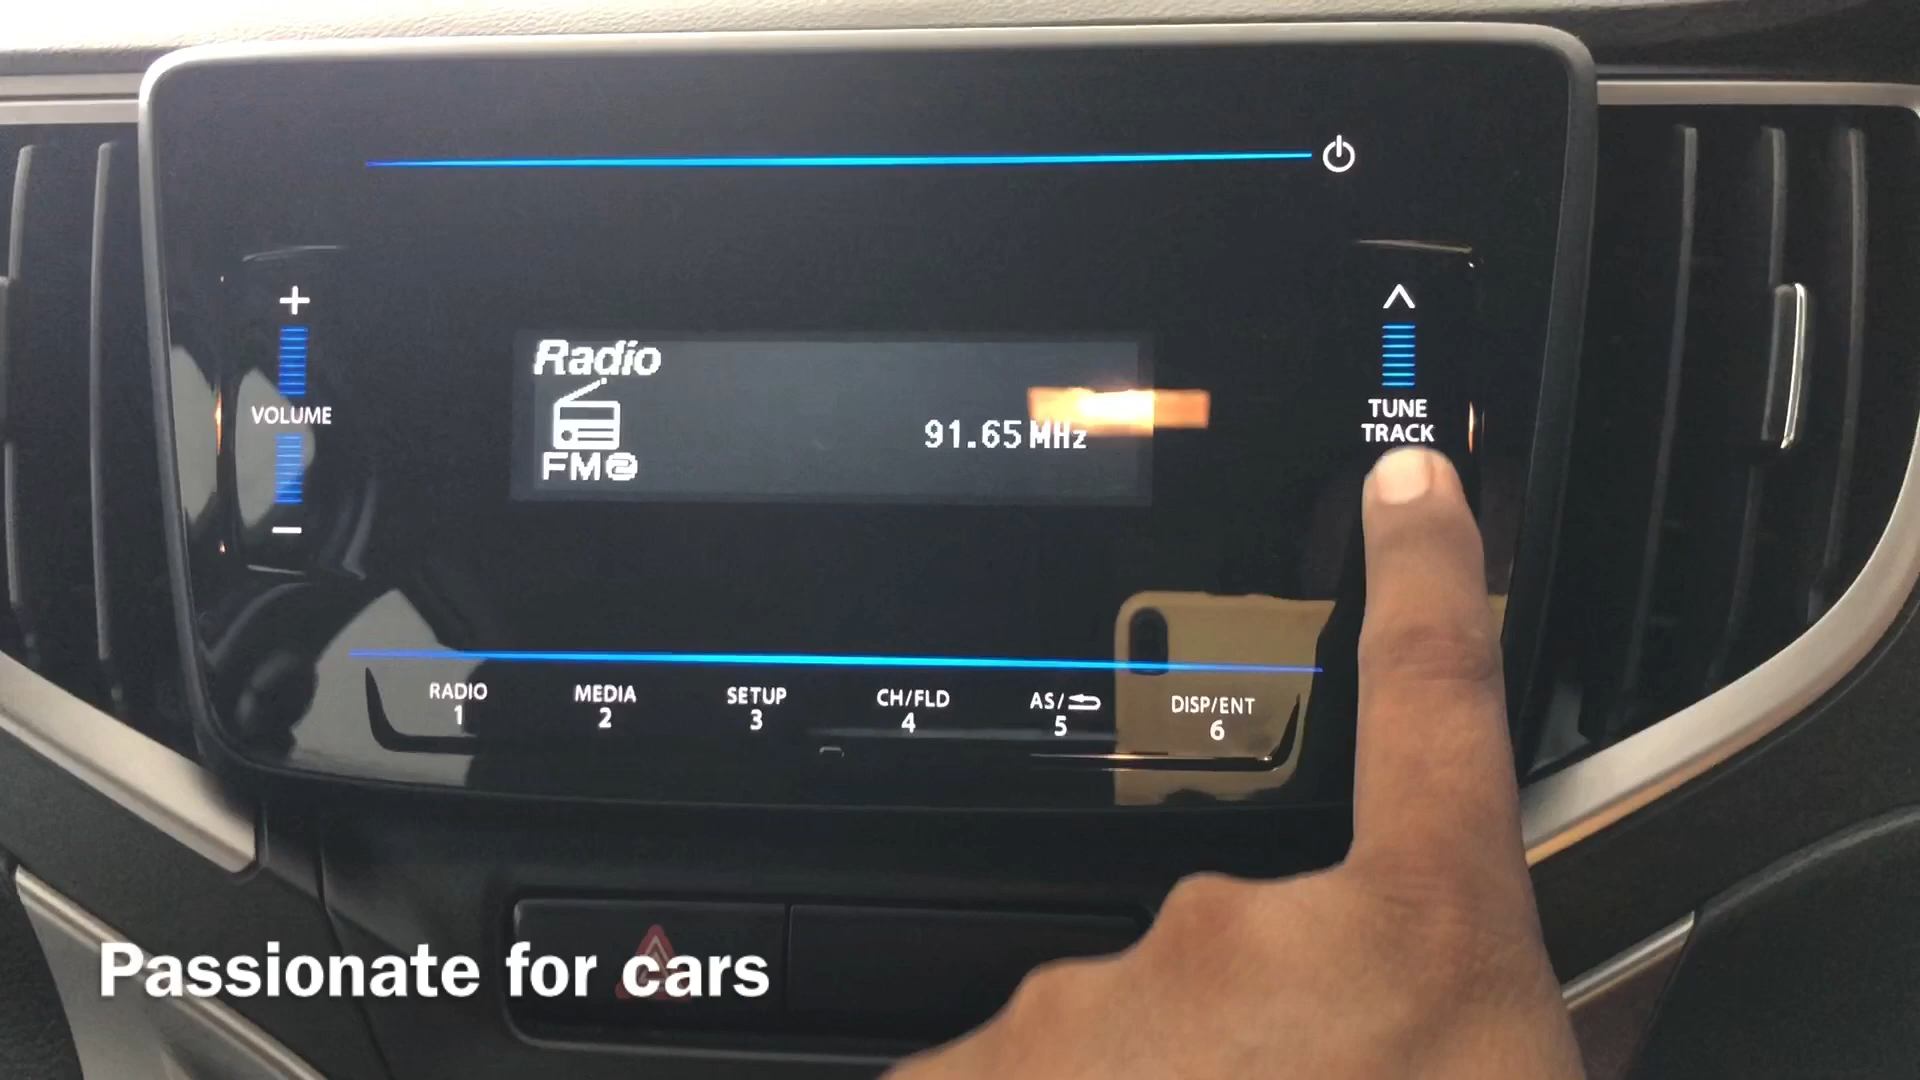 Radio
FM2
91.65 MHz
+
VOLUME
−
TUNE
TRACK
RADIO
1
MEDIA
2
SETUP
3
CH/FLD
4
AS/
5
DISP/ENT
6
Passionate for cars